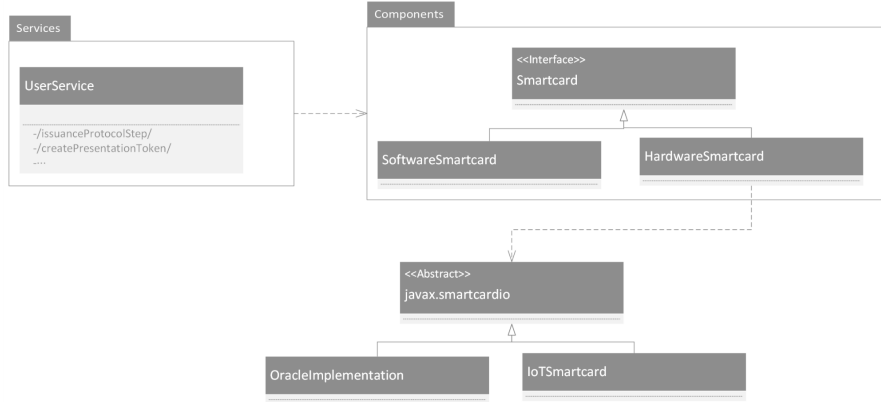 Services
UserService
-/issuanceProtocolStep/
-/createPresentationToken/
-....
Components
<<Interface>>
Smartcard
SoftwareSmartcard
HardwareSmartcard
<<Abstract>>
javax.smartcardio
OracleImplementation
IoTSmartcard